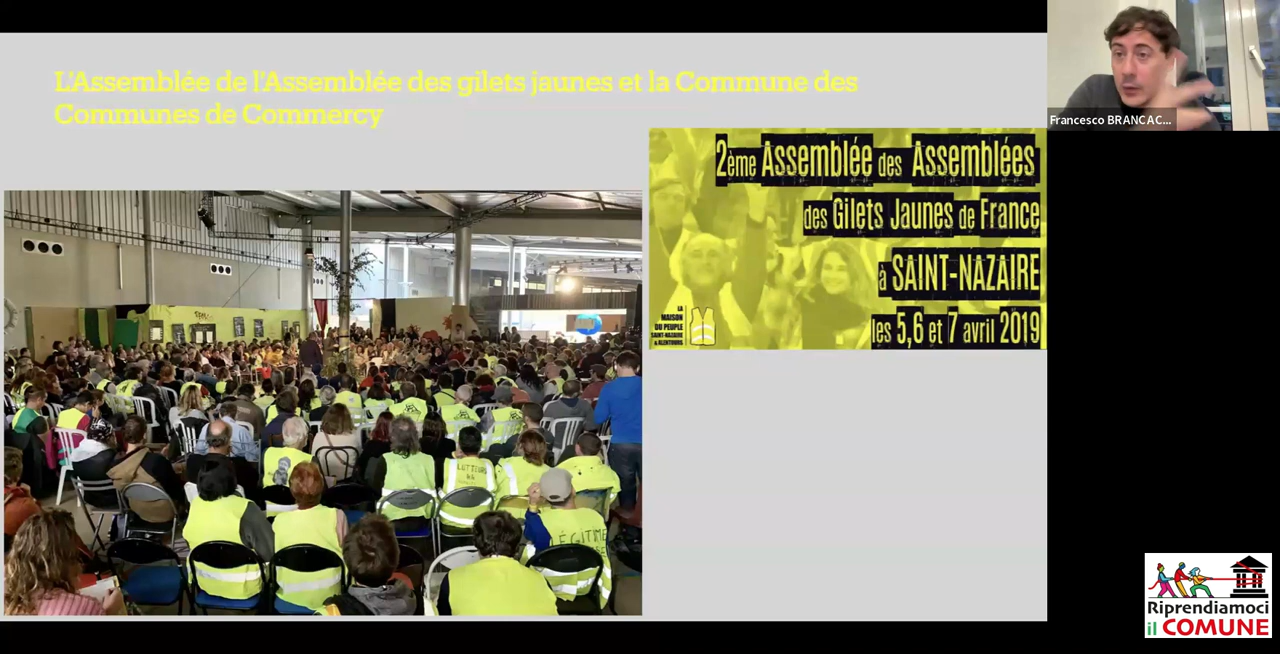 L'Assemblée de l'Assemblée des gilets jaunes et la Commune des
Communes de Commercy
Francesco BRANCAC...
2ème Assemblée des Assemblées
des Gilets Jaunes de France
à SAINT-NAZAIRE
les 5,6 et 7 avril 2019
LA
MAISON
DU PEUPLE
SAINT-NAZAIRE
& ALENTOURS
LUTTEURS
LÉGITIME
Riprendiamoci
il COMUNE